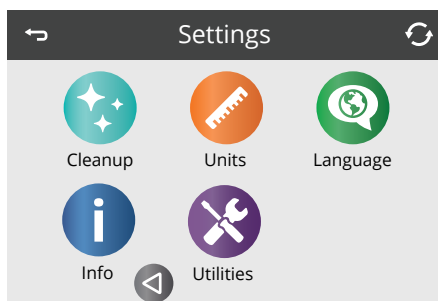 Settings
Cleanup
Units
Language
Info
Utilities